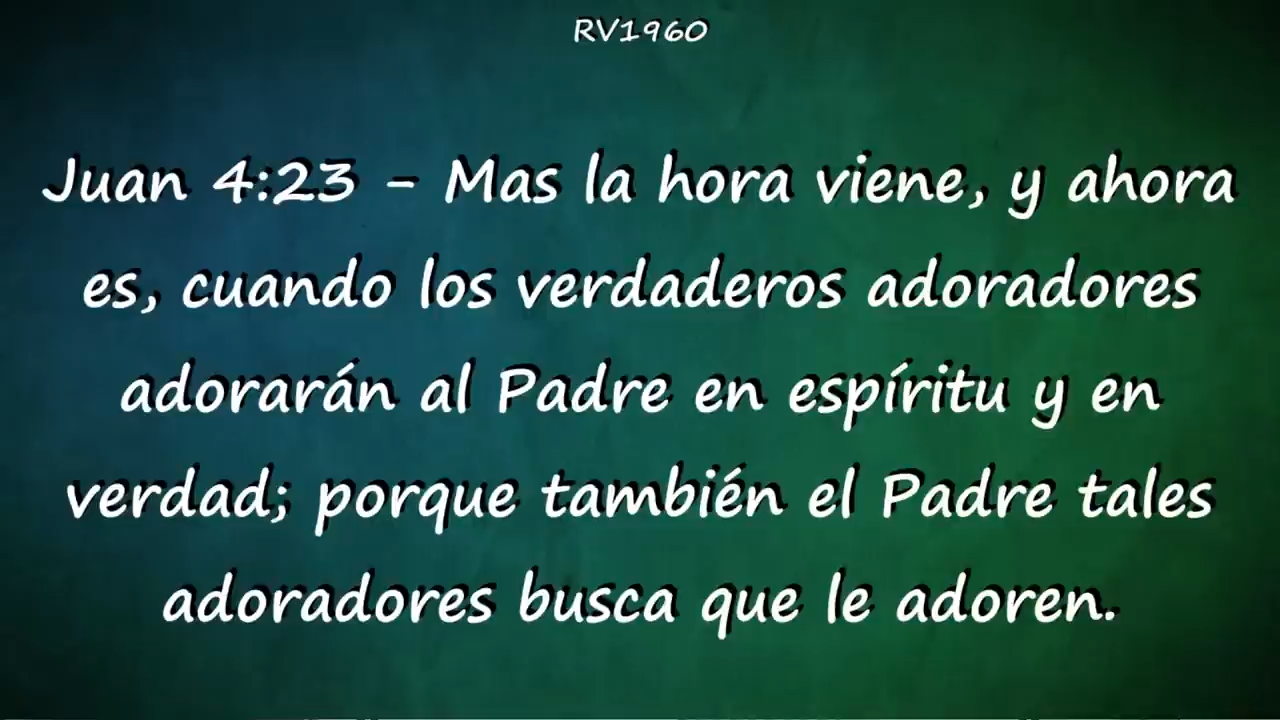 RV1960
Juan 4:23 - Mas la hora viene, y ahora
es, cuando los verdaderos adoradores
adorarán al Padre en espíritu y en
verdad; porque también el Padre tales
adoradores busca que le adoren.